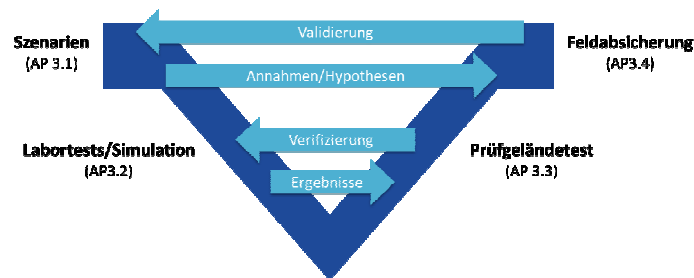 Validierung
Szenarien
(AP 3.1)
Feldabsicherung
(AP3.4)
Annahmen/Hypothesen
Verifizierung
Labortests/Simulation
(AP3.2)
Prüfgeländetest
(AP 3.3)
Ergebnisse